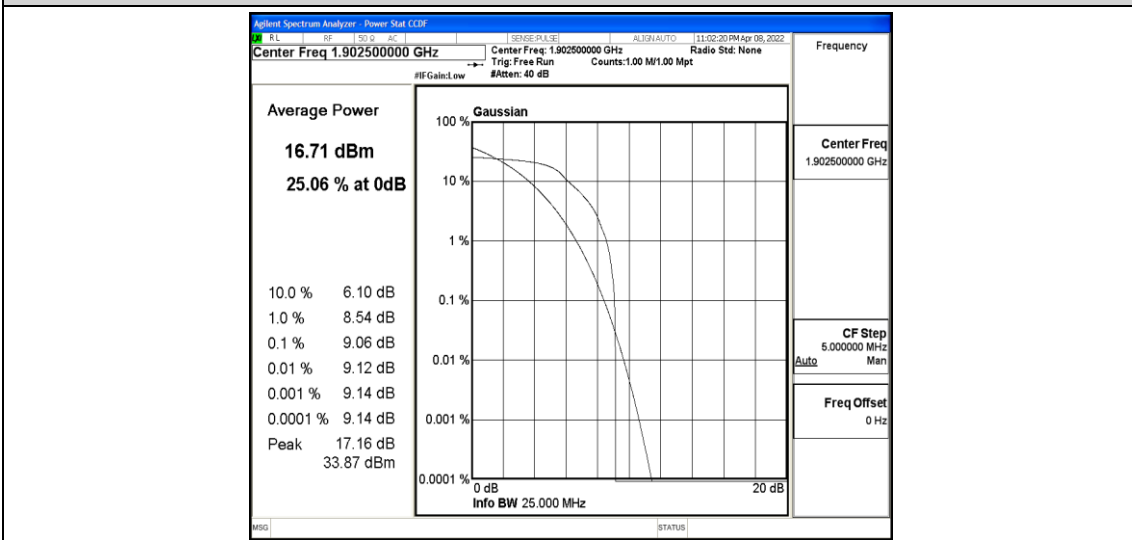 Agilent Spectrum Analyzer - Power Stat CCDF
RL RF 50 Ω AC SENSE:PULSE ALIGN AUTO 11:02:20 PM Apr 08, 2022
Center Freq 1.902500000 GHz
Center Freq: 1.902500000 GHz Radio Std: None
Trig: Free Run Counts:1.00 M/1.00 Mpt
#IFGain:Low #Atten: 40 dB
Frequency
Average Power
16.71 dBm
25.06 % at 0dB
10.0 % 6.10 dB
1.0 % 8.54 dB
0.1 % 9.06 dB
0.01 % 9.12 dB
0.001 % 9.14 dB
0.0001 % 9.14 dB
Peak 17.16 dB
33.87 dBm
Gaussian
100 %
10 %
1 %
0.1 %
0.01 %
0.001 %
0.0001 %
0 dB 20 dB
Info BW 25.000 MHz
Center Freq
1.902500000 GHz
CF Step
5.000000 MHz
Auto Man
Freq Offset
0 Hz
MSG STATUS